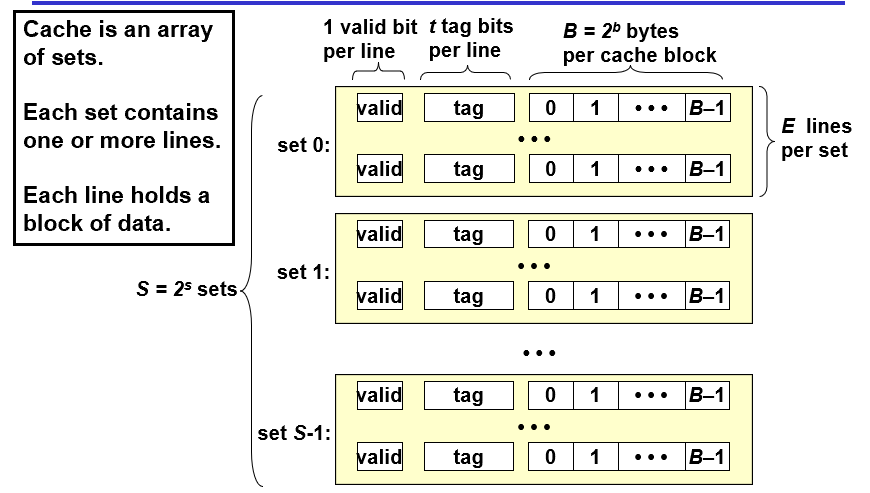 Cache is an array
of sets.
Each set contains
one or more lines.
Each line holds a
block of data.
1 valid bit
per line
t tag bits
per line
B = 2ᵇ bytes
per cache block
E lines
per set
S = 2ˢ sets
set 0:
valid tag 0 1 • • • B–1
• • •
valid tag 0 1 • • • B–1
set 1:
valid tag 0 1 • • • B–1
• • •
valid tag 0 1 • • • B–1
• • •
set S-1:
valid tag 0 1 • • • B–1
• • •
valid tag 0 1 • • • B–1